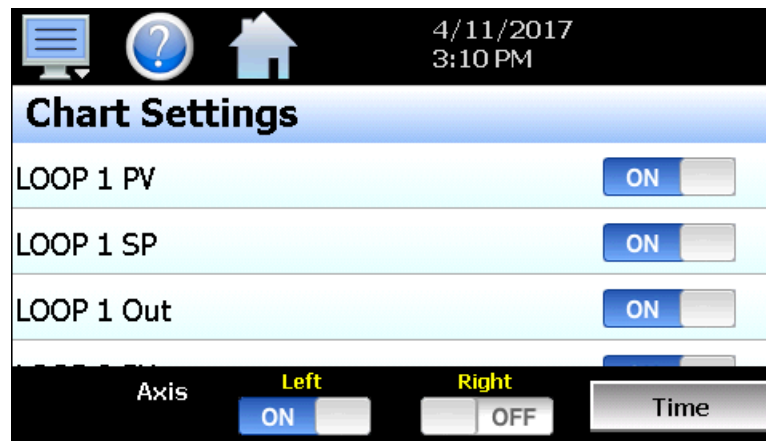 4/11/2017
3:10 PM
?
Chart Settings
LOOP 1 PV ON
LOOP 1 SP ON
LOOP 1 Out ON
Axis Left ON Right OFF Time